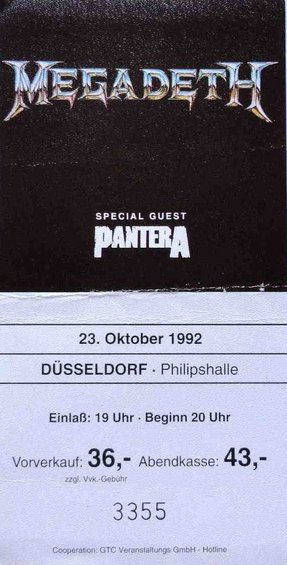 MEGADETH
SPECIAL GUEST
PANTERA
23. Oktober 1992
DÜSSELDORF · Philipshalle
Einlaß: 19 Uhr · Beginn 20 Uhr
Vorverkauf: 36,- Abendkasse: 43,-
zzgl. Vvk.-Gebühr
3355
Cooperation: GTC Veranstaltungs GmbH - Hotline